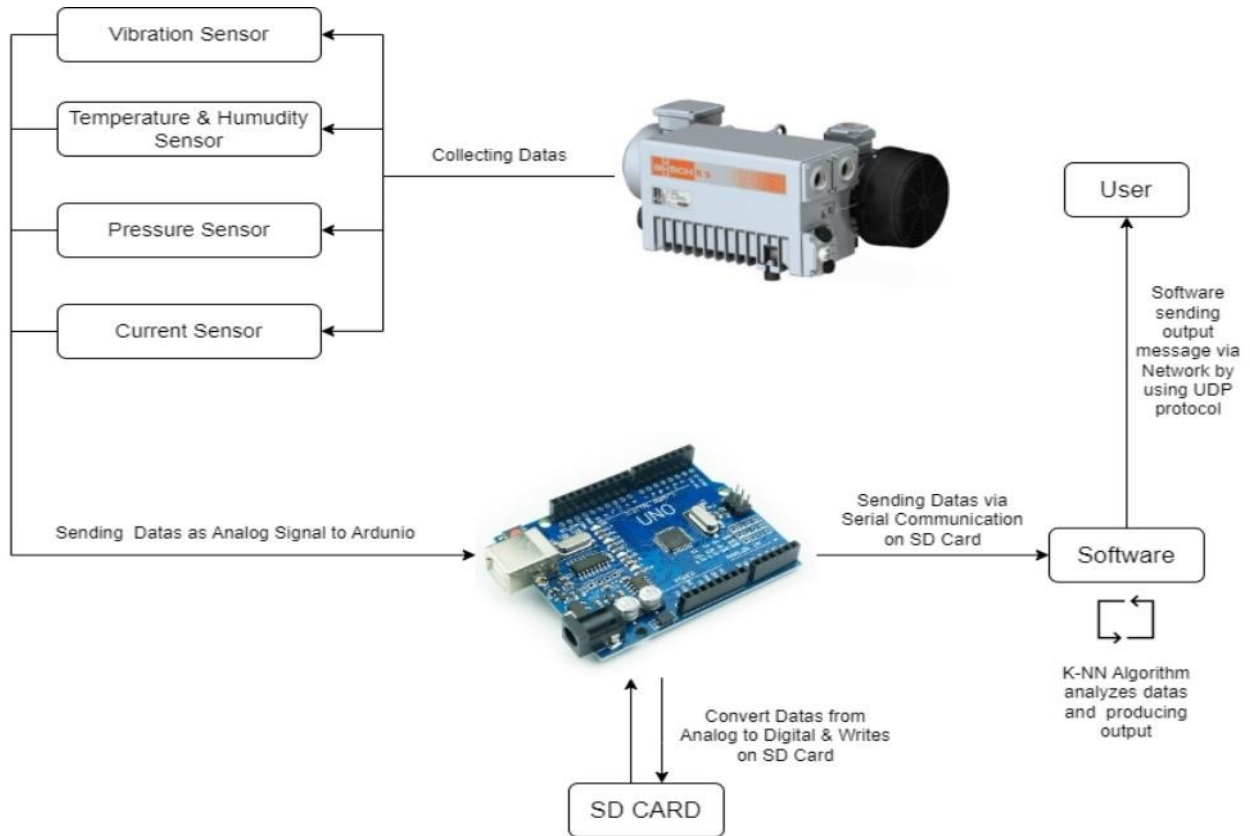 Vibration Sensor
Temperature & Humudity
Sensor
Collecting Datas
BUSCH
Pressure Sensor
Current Sensor
User
Software
sending
output
message via
Network by
using UDP
protocol
UNO
Sending  Datas as Analog Signal to Ardunio
Sending Datas via
Serial Communication
on SD Card
Software
K-NN Algorithm
analyzes datas
and  producing
output
Convert Datas from
Analog to Digital & Writes
on SD Card
SD CARD